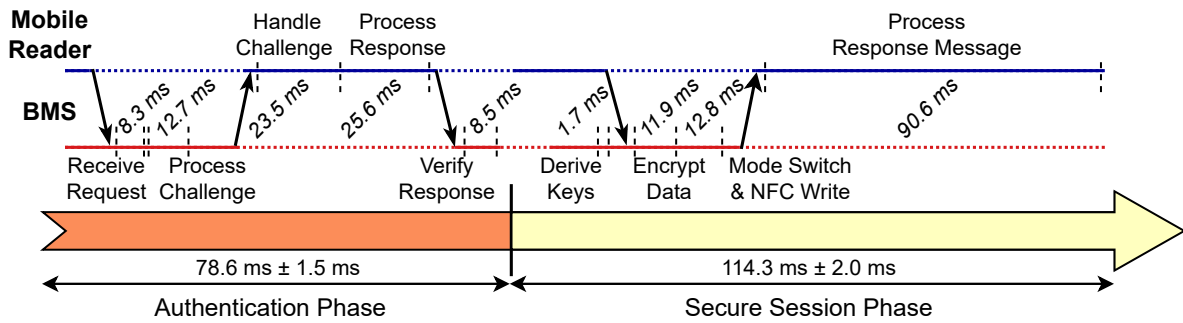 Mobile
Reader
Handle
Challenge
Process
Response
Process
Response Message
8.3 ms
12.7 ms
23.5 ms
25.6 ms
8.5 ms
1.7 ms
11.9 ms
12.8 ms
90.6 ms
BMS
Receive
Request
Process
Challenge
Verify
Response
Derive
Keys
Encrypt
Data
Mode Switch
& NFC Write
78.6 ms ± 1.5 ms
114.3 ms ± 2.0 ms
Authentication Phase
Secure Session Phase